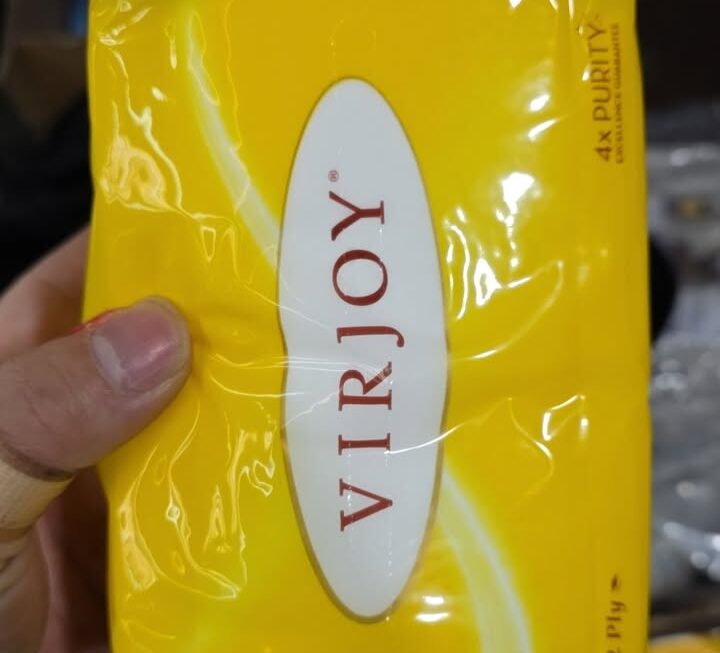 VIRJOY®
4x PURITY
EXCELLENCE GUARANTEE
Ply